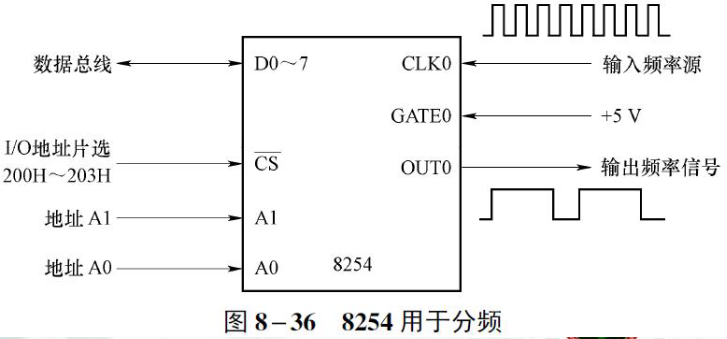 数据总线
D0～7
CLK0
输入频率源
GATE0
+5 V
I/O地址片选
200H～203H
CS
OUT0
输出频率信号
地址 A1
A1
地址 A0
A0
8254
图 8–36 8254 用于分频